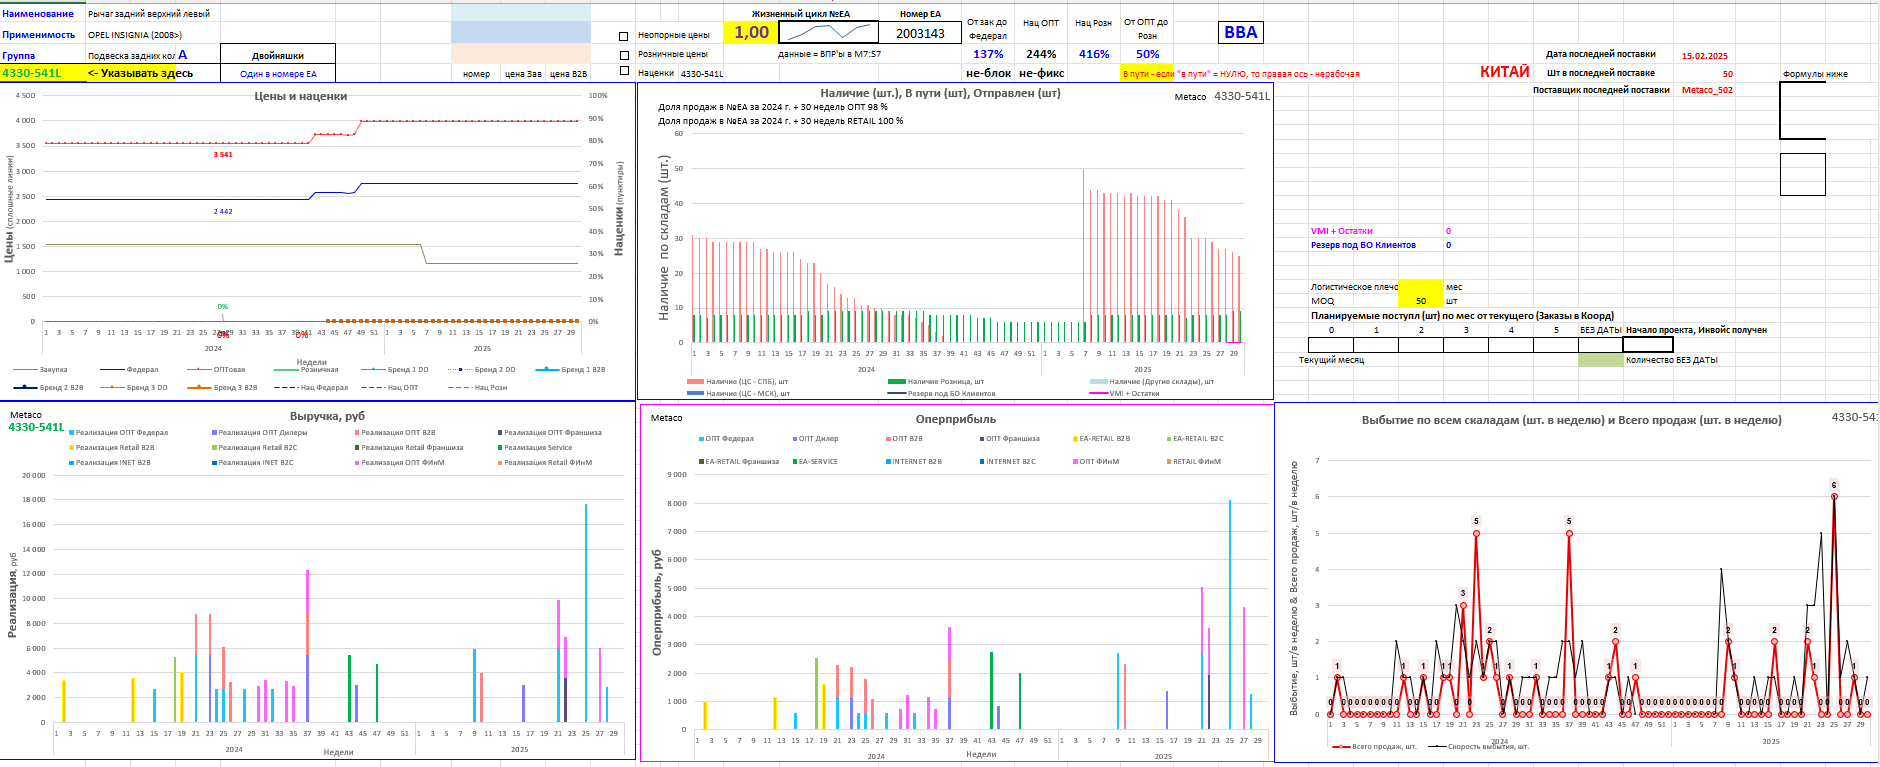 Наименование Рычаг задний верхний левый
Применимость OPEL INSIGNIA (2008>)
Группа Подвеска задних кол A Двойняшки
4330-541L <- Указывать здесь Один в номере ЕА номер цена Зав цена B2B
Неопорные цены
Розничные цены
Наценки 4330-541L
Жизненный цикл №ЕА
1,00
данные = ВПР'ы в M7:S7
Номер ЕА
2003143
От зак до Федерал Нац ОПТ Нац Розн От ОПТ до Розн
137% 244% 416% 50%
не-блок не-фикс
В пути - если "в пути" = НУЛЮ, то правая ось - нерабочая
BBA
КИТАЙ
Дата последней поставки 15.02.2025
Шт в последней поставке 50
Поставщик последней поставки Metaco_502
Формулы ниже
Цены и наценки
Цены (сплошные линии)
Наценки (пунктиры)
4 500
4 000
3 500
3 000
2 500
2 000
1 500
1 000
500
0
100%
90%
80%
70%
60%
50%
40%
30%
20%
10%
0%
3 541
2 442
0%
0%
0%
1 3 5 7 9 11 13 15 17 19 21 23 25 27 29 31 33 35 37 39 41 43 45 47 49 51 1 3 5 7 9 11 13 15 17 19 21 23 25 27 29
2024 2025
Недели
Закупка Федерал ОПТовая Розничная Бренд 1 DD Бренд 2 DD Бренд 1 B2B
Бренд 2 B2B Бренд 3 DD Бренд 3 B2B Нац Федерал Нац ОПТ Нац Розн
Наличие (шт.), В пути (шт), Отправлен (шт)
Metaco 4330-541L
Доля продаж в №ЕА за 2024 г. + 30 недель ОПТ 98 %
Доля продаж в №ЕА за 2024 г. + 30 недель RETAIL 100 %
Наличие по складам (шт.)
60
50
40
30
20
10
0
1 3 5 7 9 11 13 15 17 19 21 23 25 27 29 31 33 35 37 39 41 43 45 47 49 51 1 3 5 7 9 11 13 15 17 19 21 23 25 27 29
2024 2025
Наличие (ЦС - СПБ), шт Наличие Розница, шт Наличие (Другие склады), шт
Наличие (ЦС - МСК), шт Резерв под БО Клиентов VMI + Остатки
VMI + Остатки 0
Резерв под БО Клиентов 0
Логистическое плечо мес
MOQ 50 шт
Планируемые поступл (шт) по мес от текущего (Заказы в Коорд)
0 1 2 3 4 5 БЕЗ ДАТЫ Начало проекта, Инвойс получен
Текущий месяц Количество БЕЗ ДАТЫ
Metaco
4330-541L
Выручка, руб
Реализация ОПТ Федерал Реализация ОПТ Дилеры Реализация ОПТ B2B Реализация ОПТ Франшиза
Реализация Retail B2B Реализация Retail B2C Реализация Retail Франшиза Реализация Service
Реализация INET B2B Реализация INET B2C Реализация ОПТ ФИнМ Реализация Retail ФИнМ
Реализация, руб
20 000
18 000
16 000
14 000
12 000
10 000
8 000
6 000
4 000
2 000
0
1 3 5 7 9 11 13 15 17 19 21 23 25 27 29 31 33 35 37 39 41 43 45 47 49 51 1 3 5 7 9 11 13 15 17 19 21 23 25 27 29
2024 Недели 2025
Metaco
Оперприбыль
ОПТ Федерал ОПТ Дилер ОПТ B2B ОПТ Франшиза EA-RETAIL B2B EA-RETAIL B2C
EA-RETAIL Франшиза EA-SERVICE INTERNET B2B INTERNET B2C ОПТ ФИнМ RETAIL ФИнМ
Оперприбыль, руб
9 000
8 000
7 000
6 000
5 000
4 000
3 000
2 000
1 000
0
1 3 5 7 9 11 13 15 17 19 21 23 25 27 29 31 33 35 37 39 41 43 45 47 49 51 1 3 5 7 9 11 13 15 17 19 21 23 25 27 29
2024 Недели 2025
Выбытие по всем складам (шт. в неделю) и Всего продаж (шт. в неделю)
4330-541
Выбытие, шт/в неделю & Всего продаж, шт/в неделю
7
6
5
4
3
2
1
0
1 3 5 7 9 11 13 15 17 19 21 23 25 27 29 31 33 35 37 39 41 43 45 47 49 51 1 3 5 7 9 11 13 15 17 19 21 23 25 27 29
2024 2025
Всего продаж, шт. Скорость выбытия, шт.